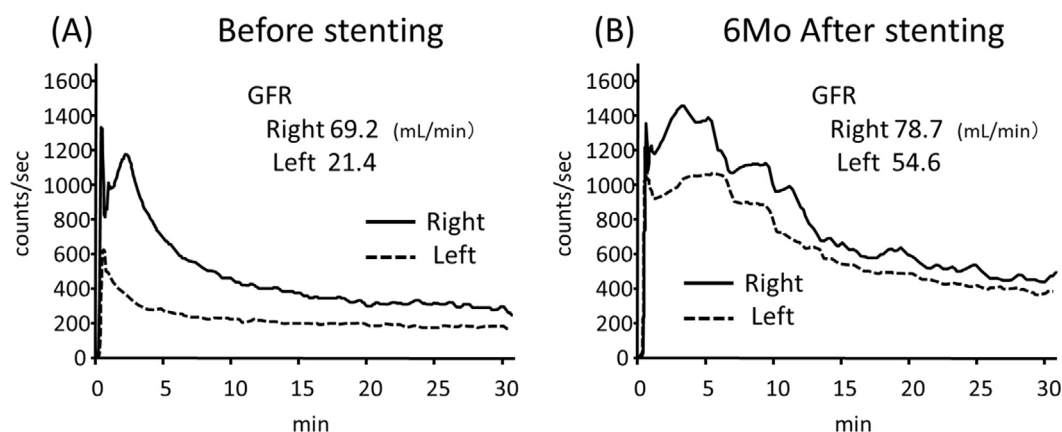 (A) Before stenting
counts/sec
1600
1400
1200
1000
800
600
400
200
0
GFR
Right 69.2 (mL/min)
Left 21.4
Right
Left
0 5 10 15 20 25 30
min
(B) 6Mo After stenting
counts/sec
1600
1400
1200
1000
800
600
400
200
0
GFR
Right 78.7 (mL/min)
Left 54.6
Right
Left
0 5 10 15 20 25 30
min